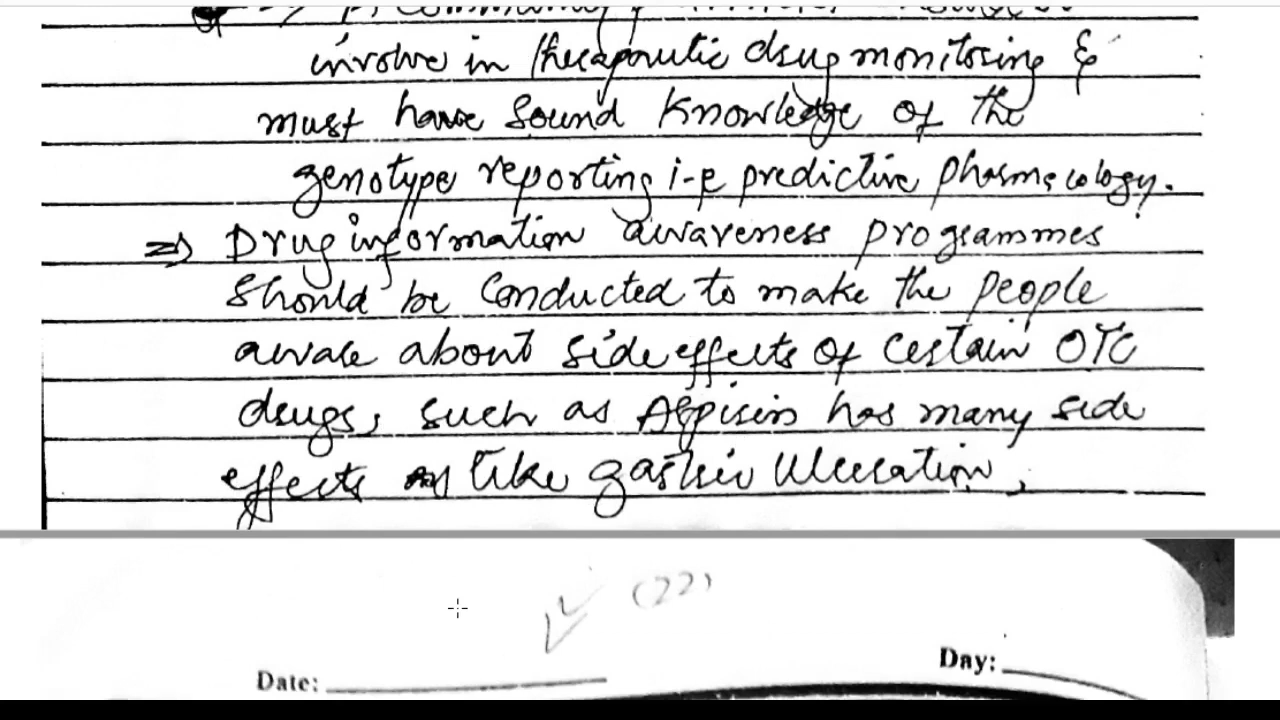 involve in therapeutic drug monitoring &
must have sound knowledge of the
genotype reporting i-e predictive pharmacology.
=> Drug information awareness programmes
should be conducted to make the people
aware about side effects of certain OTC
drugs, such as Aspirin has many side
effects like gastric ulceration,
(22)
Day:
Date: